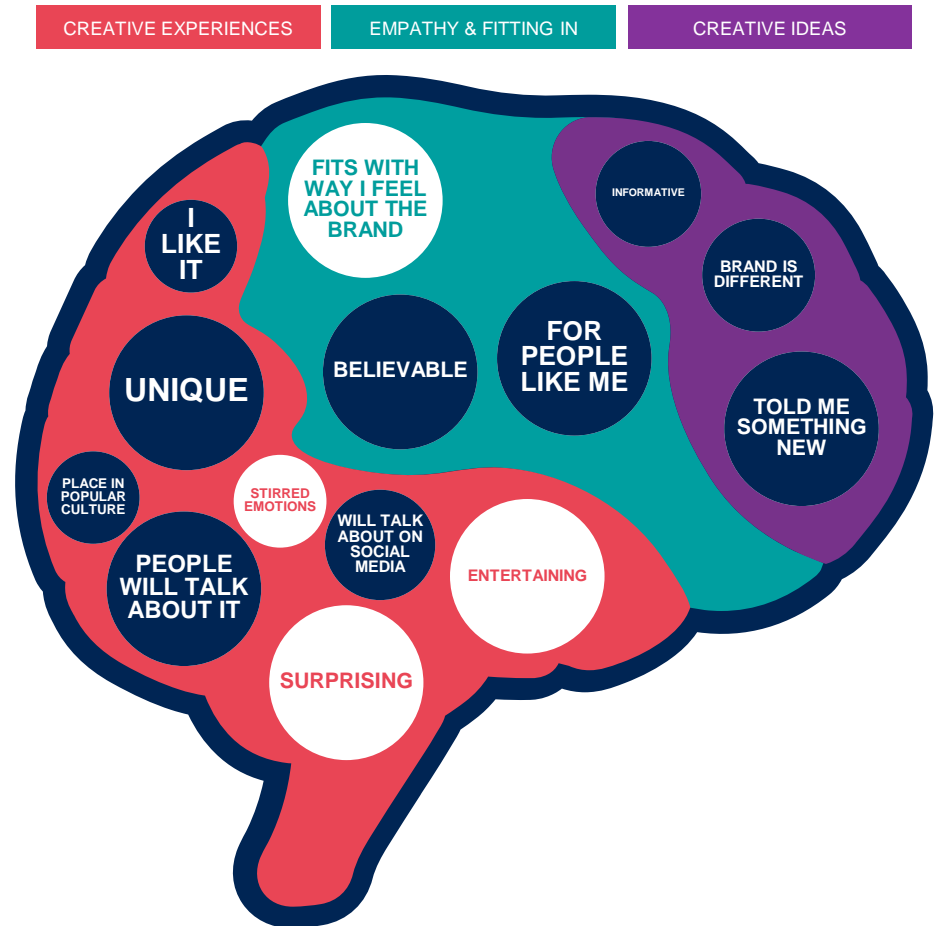 CREATIVE EXPERIENCES
EMPATHY & FITTING IN
CREATIVE IDEAS
FITS WITH
WAY I FEEL
ABOUT THE
BRAND
INFORMATIVE
I
LIKE
IT
BRAND IS
DIFFERENT
UNIQUE
BELIEVABLE
FOR
PEOPLE
LIKE ME
TOLD ME
SOMETHING
NEW
PLACE IN
POPULAR
CULTURE
STIRRED
EMOTIONS
WILL TALK
ABOUT ON
SOCIAL
MEDIA
PEOPLE
WILL TALK
ABOUT IT
ENTERTAINING
SURPRISING